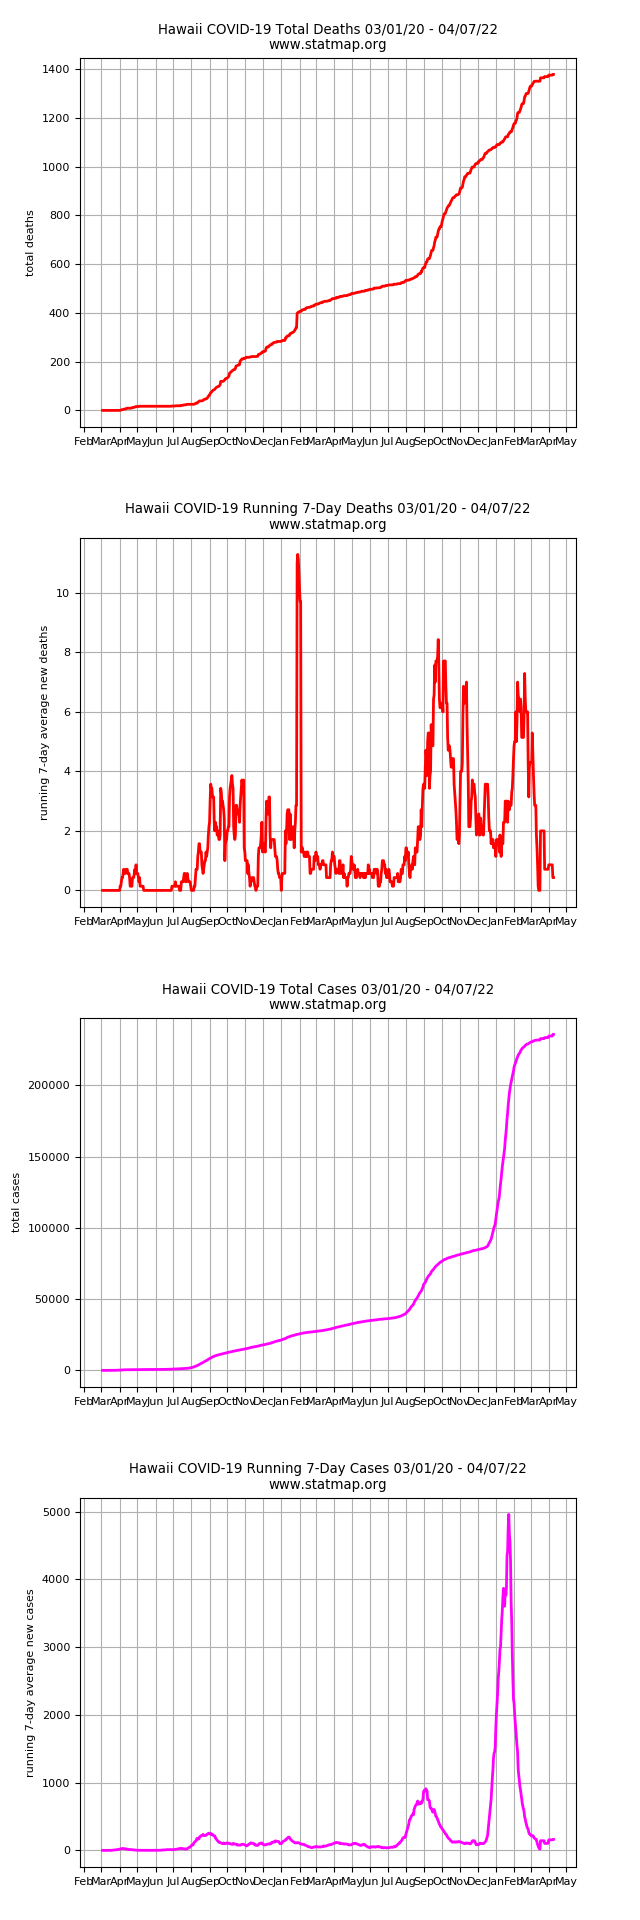 Hawaii COVID-19 Total Deaths 03/01/20 - 04/07/22
www.statmap.org
1400
1200
1000
800
600
400
200
0
total deaths
Feb Mar Apr May Jun Jul Aug Sep Oct Nov Dec Jan Feb Mar Apr May Jun Jul Aug Sep Oct Nov Dec Jan Feb Mar Apr May
Hawaii COVID-19 Running 7-Day Deaths 03/01/20 - 04/07/22
www.statmap.org
10
8
6
4
2
0
running 7-day average new deaths
Feb Mar Apr May Jun Jul Aug Sep Oct Nov Dec Jan Feb Mar Apr May Jun Jul Aug Sep Oct Nov Dec Jan Feb Mar Apr May
Hawaii COVID-19 Total Cases 03/01/20 - 04/07/22
www.statmap.org
200000
150000
100000
50000
0
total cases
Feb Mar Apr May Jun Jul Aug Sep Oct Nov Dec Jan Feb Mar Apr May Jun Jul Aug Sep Oct Nov Dec Jan Feb Mar Apr May
Hawaii COVID-19 Running 7-Day Cases 03/01/20 - 04/07/22
www.statmap.org
5000
4000
3000
2000
1000
0
running 7-day average new cases
Feb Mar Apr May Jun Jul Aug Sep Oct Nov Dec Jan Feb Mar Apr May Jun Jul Aug Sep Oct Nov Dec Jan Feb Mar Apr May